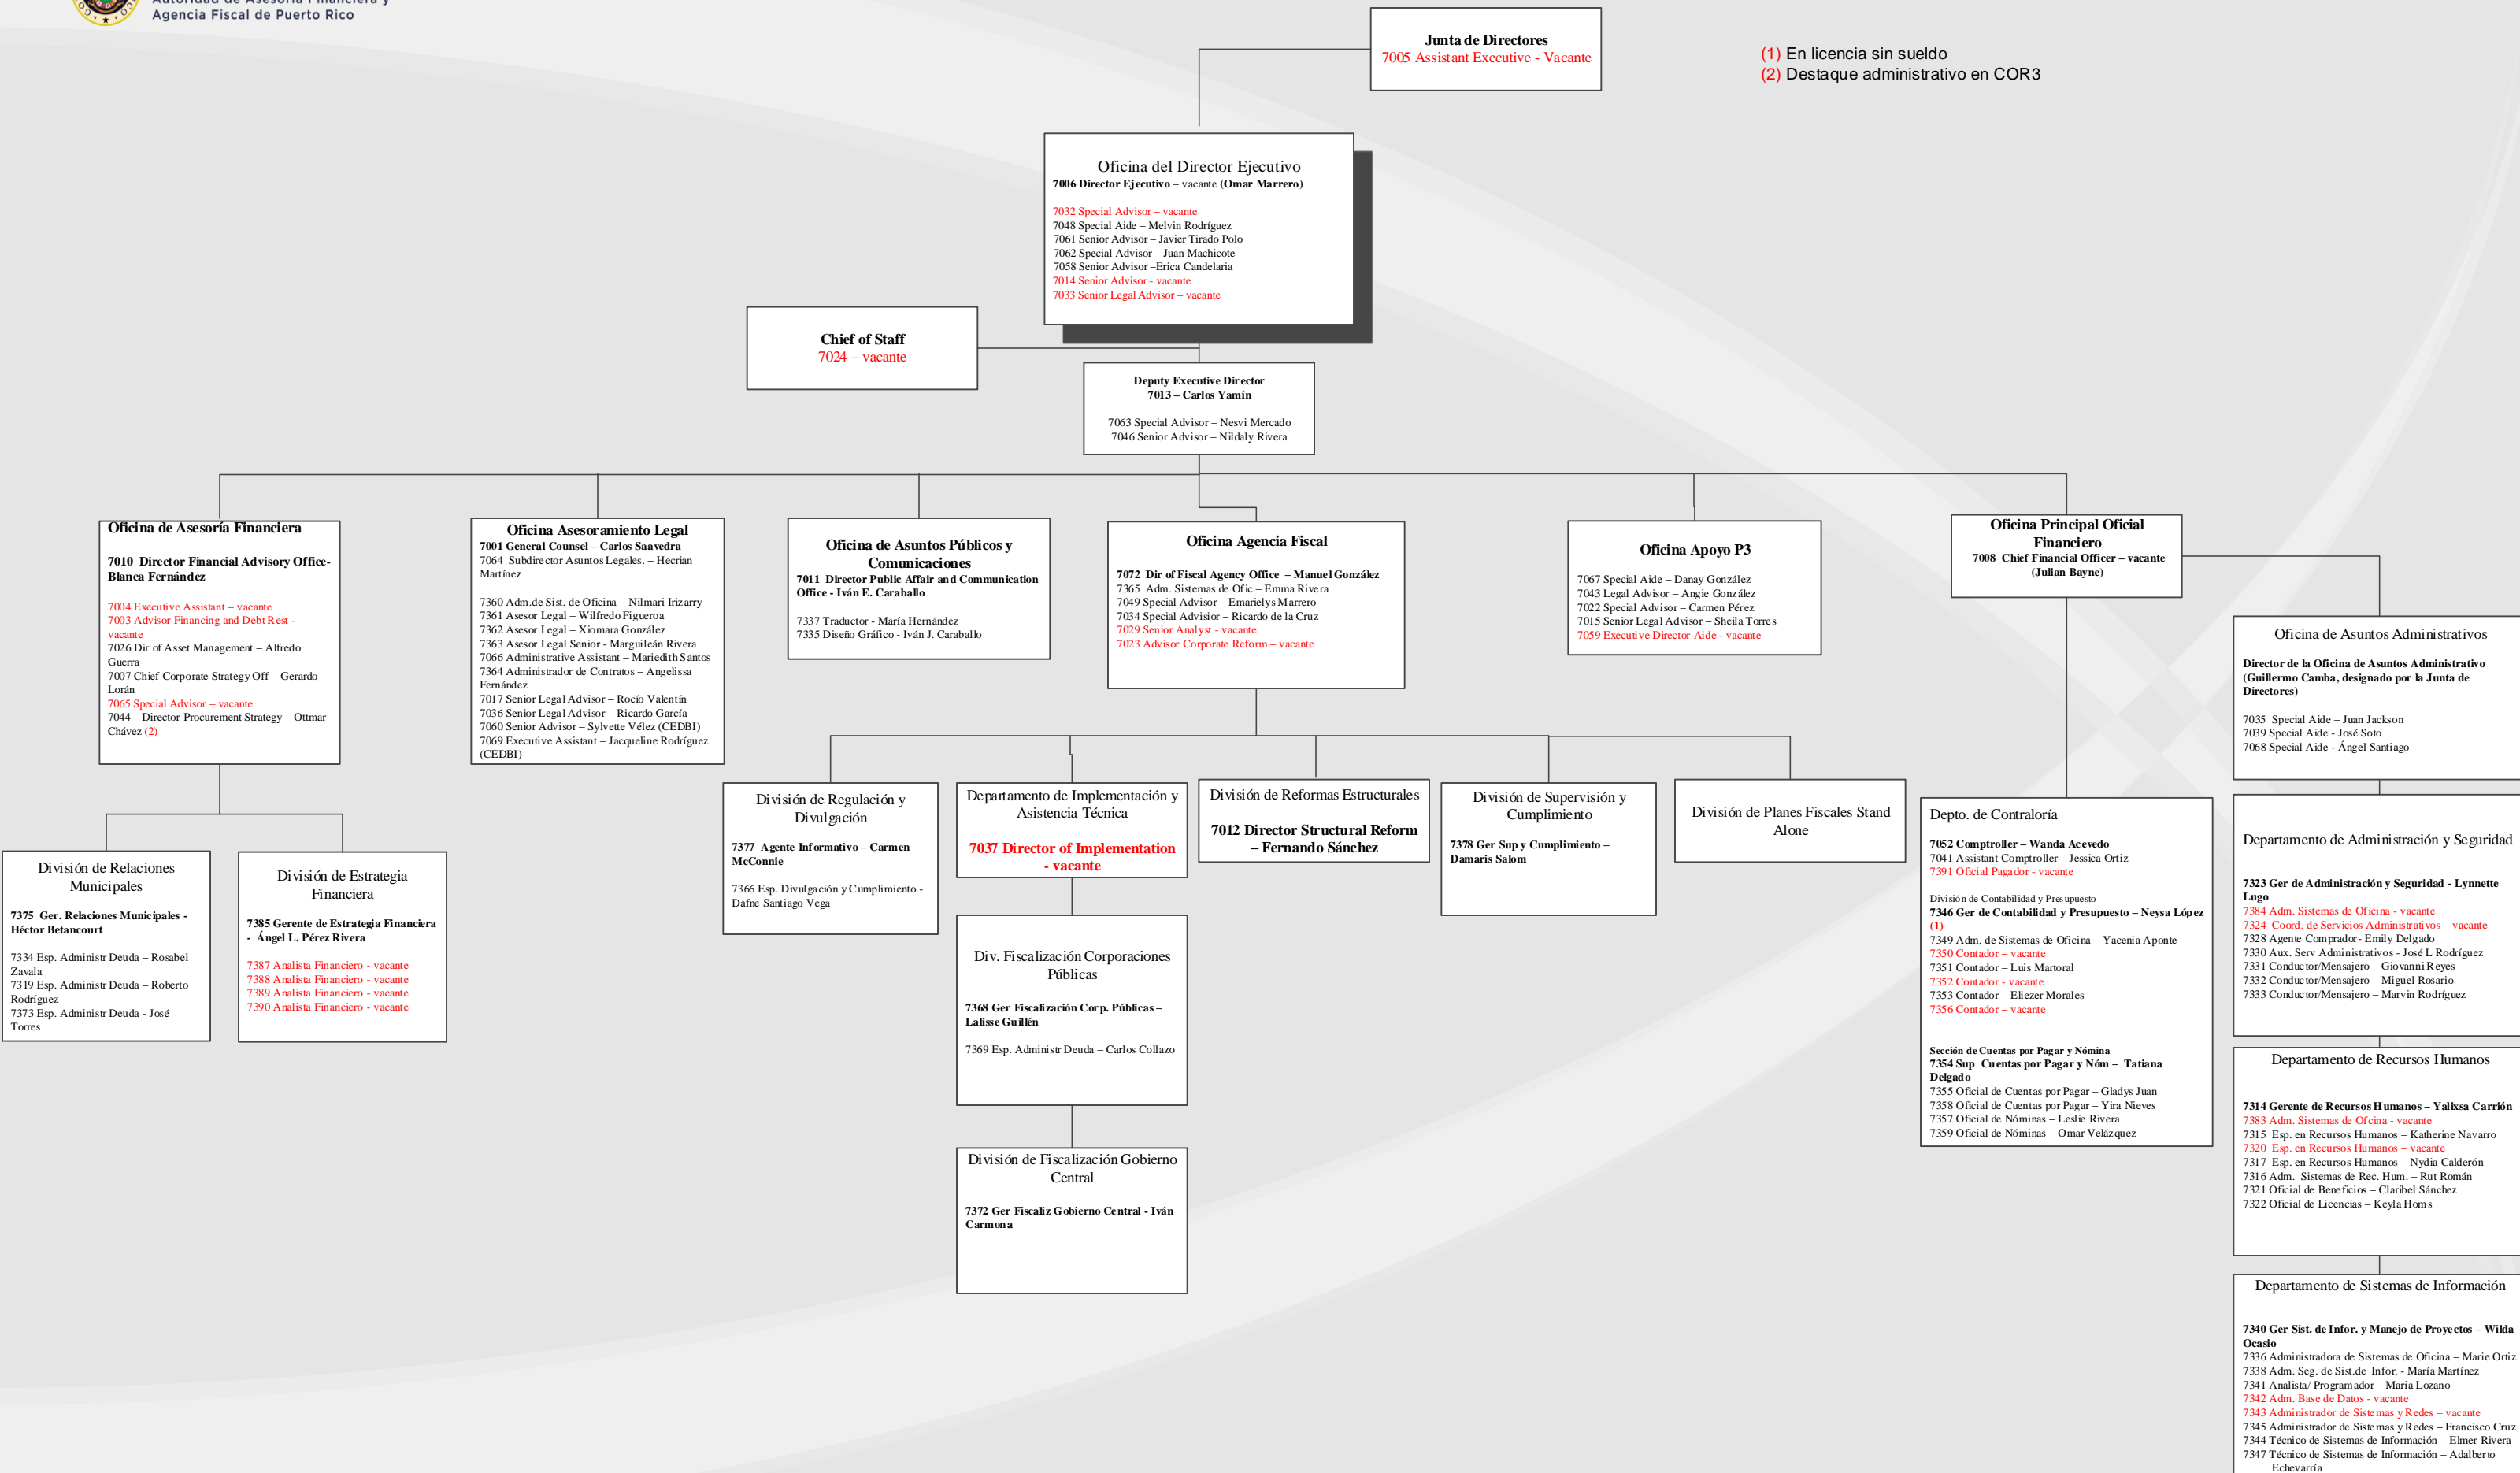 Autoridad de Asesoría Financiera y
Agencia Fiscal de Puerto Rico
Junta de Directores
7005 Assistant Executive - Vacante
(1) En licencia sin sueldo
(2) Destaque administrativo en COR3
Oficina del Director Ejecutivo
7006 Director Ejecutivo – vacante (Omar Marrero)
7032 Special Advisor – vacante
7048 Special Aide – Melvin Rodríguez
7061 Senior Advisor – Javier Tirado Polo
7062 Special Advisor – Juan Machicote
7058 Senior Advisor –Erica Candelaria
7014 Senior Advisor - vacante
7033 Senior Legal Advisor – vacante
Chief of Staff
7024 – vacante
Deputy Executive Director
7013 – Carlos Yamín
7063 Special Advisor – Nesvi Mercado
7046 Senior Advisor – Nildaly Rivera
Oficina de Asesoría Financiera
7010 Director Financial Advisory Office-
Blanca Fernández
7004 Executive Assistant – vacante
7003 Advisor Financing and Debt Rest -
vacante
7026 Dir of Asset Management – Alfredo
Guerra
7007 Chief Corporate Strategy Off – Gerardo
Lorán
7065 Special Advisor – vacante
7044 – Director Procurement Strategy – Ottmar
Chávez (2)
Oficina Asesoramiento Legal
7001 General Counsel – Carlos Saavedra
7064 Subdirector Asuntos Legales. – Hecrian
Martínez
7360 Adm.de Sist. de Oficina – Nilmari Irizarry
7361 Asesor Legal – Wilfredo Figueroa
7362 Asesor Legal – Xiomara González
7363 Asesor Legal Senior - Marguileán Rivera
7066 Administrative Assistant – Mariedith Santos
7364 Administrador de Contratos – Angelissa
Fernández
7017 Senior Legal Advisor – Rocío Valentín
7036 Senior Legal Advisor – Ricardo García
7060 Senior Advisor – Sylvette Vélez (CEDBI)
7069 Executive Assistant – Jacqueline Rodríguez
(CEDBI)
Oficina de Asuntos Públicos y
Comunicaciones
7011 Director Public Affair and Communication
Office - Iván E. Caraballo
7337 Traductor - María Hernández
7335 Diseño Gráfico - Iván J. Caraballo
Oficina Agencia Fiscal
7072 Dir of Fiscal Agency Office – Manuel González
7365 Adm. Sistemas de Ofic – Emma Rivera
7049 Special Advisor – Emarielys Marrero
7034 Special Advisior – Ricardo de la Cruz
7029 Senior Analyst - vacante
7023 Advisor Corporate Reform – vacante
Oficina Apoyo P3
7067 Special Aide – Danay González
7043 Legal Advisor – Angie González
7022 Special Advisor – Carmen Pérez
7015 Senior Legal Advisor – Sheila Torres
7059 Executive Director Aide - vacante
Oficina Principal Oficial
Financiero
7008 Chief Financial Officer – vacante
(Julian Bayne)
Oficina de Asuntos Administrativos
Director de la Oficina de Asuntos Administrativo
(Guillermo Camba, designado por la Junta de
Directores)
7035 Special Aide – Juan Jackson
7039 Special Aide - José Soto
7068 Special Aide - Ángel Santiago
División de Relaciones
Municipales
7375 Ger. Relaciones Municipales -
Héctor Betancourt
7334 Esp. Administr Deuda – Rosabel
Zavala
7319 Esp. Administr Deuda – Roberto
Rodríguez
7373 Esp. Administr Deuda - José
Torres
División de Estrategia
Financiera
7385 Gerente de Estrategia Financiera
- Ángel L. Pérez Rivera
7387 Analista Financiero - vacante
7388 Analista Financiero - vacante
7389 Analista Financiero - vacante
7390 Analista Financiero - vacante
División de Regulación y
Divulgación
7377 Agente Informativo – Carmen
McConnie
7366 Esp. Divulgación y Cumplimiento -
Dafne Santiago Vega
Departamento de Implementación y
Asistencia Técnica
7037 Director of Implementation
- vacante
División de Reformas Estructurales
7012 Director Structural Reform
– Fernando Sánchez
División de Supervisión y
Cumplimiento
7378 Ger Sup y Cumplimiento –
Damaris Salom
División de Planes Fiscales Stand
Alone
Div. Fiscalización Corporaciones
Públicas
7368 Ger Fiscalización Corp. Públicas –
Lalisse Guillén
7369 Esp. Administr Deuda – Carlos Collazo
División de Fiscalización Gobierno
Central
7372 Ger Fiscaliz Gobierno Central - Iván
Carmona
Depto. de Contraloría
7052 Comptroller – Wanda Acevedo
7041 Assistant Comptroller – Jessica Ortiz
7391 Oficial Pagador - vacante
División de Contabilidad y Presupuesto
7346 Ger de Contabilidad y Presupuesto – Neysa López
(1)
7349 Adm. de Sistemas de Oficina – Yacenia Aponte
7350 Contador – vacante
7351 Contador – Luis Martoral
7352 Contador - vacante
7353 Contador – Eliezer Morales
7356 Contador – vacante
Sección de Cuentas por Pagar y Nómina
7354 Sup Cuentas por Pagar y Nóm – Tatiana
Delgado
7355 Oficial de Cuentas por Pagar – Gladys Juan
7358 Oficial de Cuentas por Pagar – Yira Nieves
7357 Oficial de Nóminas – Leslie Rivera
7359 Oficial de Nóminas – Omar Velázquez
Departamento de Administración y Seguridad
7323 Ger de Administración y Seguridad - Lynnette
Lugo
7384 Adm. Sistemas de Oficina - vacante
7324 Coord. de Servicios Administrativos – vacante
7328 Agente Comprador- Emily Delgado
7330 Aux. Serv Administrativos - José L Rodríguez
7331 Conductor/Mensajero – Giovanni Reyes
7332 Conductor/Mensajero – Miguel Rosario
7333 Conductor/Mensajero – Marvin Rodríguez
Departamento de Recursos Humanos
7314 Gerente de Recursos Humanos – Yalixsa Carrión
7383 Adm. Sistemas de Ofcina - vacante
7315 Esp. en Recursos Humanos – Katherine Navarro
7320 Esp. en Recursos Humanos – vacante
7317 Esp. en Recursos Humanos – Nydia Calderón
7316 Adm. Sistemas de Rec. Hum. – Rut Román
7321 Oficial de Beneficios – Claribel Sánchez
7322 Oficial de Licencias – Keyla Homs
Departamento de Sistemas de Información
7340 Ger Sist. de Infor. y Manejo de Proyectos – Wilda
Ocasio
7336 Administradora de Sistemas de Oficina – Marie Ortiz
7338 Adm. Seg. de Sist.de Infor. - María Martínez
7341 Analista/ Programador – Maria Lozano
7342 Adm. Base de Datos - vacante
7343 Administrador de Sistemas y Redes – vacante
7345 Administrador de Sistemas y Redes – Francisco Cruz
7344 Técnico de Sistemas de Información – Elmer Rivera
7347 Técnico de Sistemas de Información – Adalberto
Echevarría